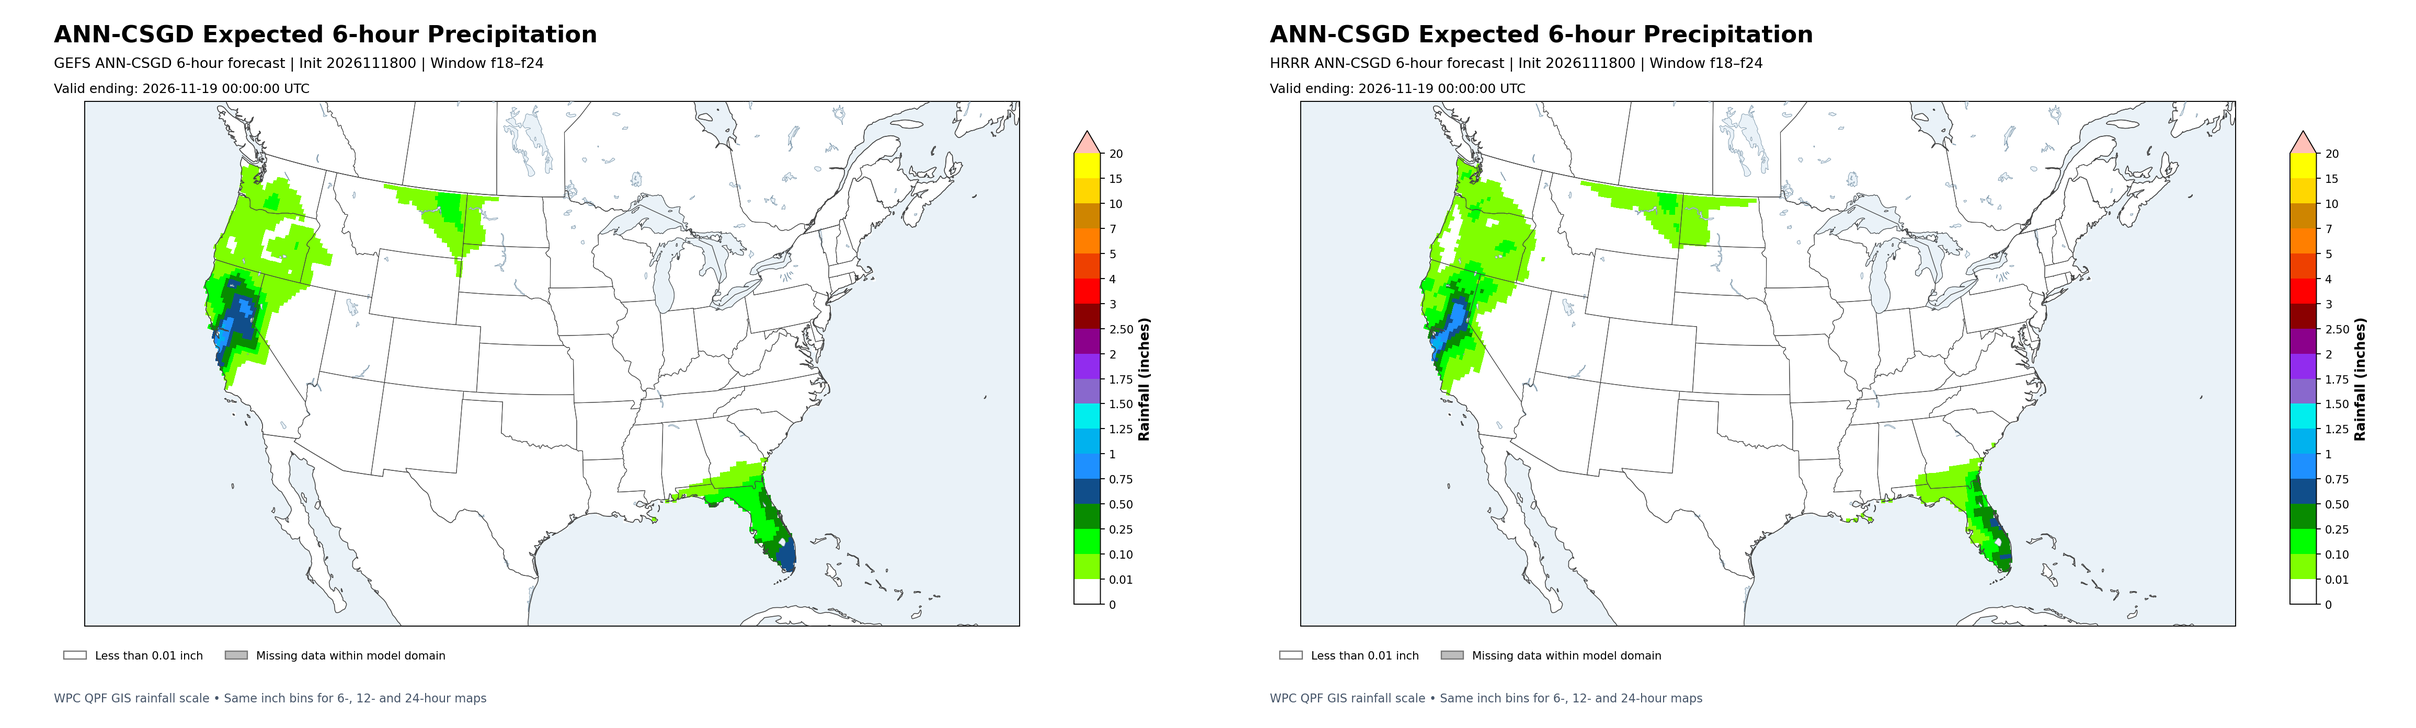 ANN-CSGD Expected 6-hour Precipitation
GEFS ANN-CSGD 6-hour forecast | Init 2026111800 | Window f18–f24
Valid ending: 2026-11-19 00:00:00 UTC
20
15
10
7
5
4
3
2.50
2
1.75
1.50
1.25
1
0.75
0.50
0.25
0.10
0.01
0
Rainfall (inches)
Less than 0.01 inch
Missing data within model domain
WPC QPF GIS rainfall scale • Same inch bins for 6-, 12- and 24-hour maps
ANN-CSGD Expected 6-hour Precipitation
HRRR ANN-CSGD 6-hour forecast | Init 2026111800 | Window f18–f24
Valid ending: 2026-11-19 00:00:00 UTC
20
15
10
7
5
4
3
2.50
2
1.75
1.50
1.25
1
0.75
0.50
0.25
0.10
0.01
0
Rainfall (inches)
Less than 0.01 inch
Missing data within model domain
WPC QPF GIS rainfall scale • Same inch bins for 6-, 12- and 24-hour maps